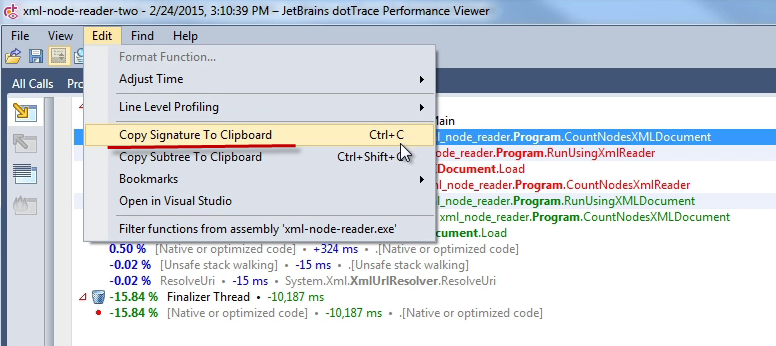 xml-node-reader-two - 2/24/2015, 3:10:39 PM – JetBrains dotTrace Performance Viewer
File View Edit Find Help
Format Function...
All Calls
Adjust Time
Line Level Profiling
Main
Copy Signature To Clipboard Ctrl+C
_node_reader.Program.CountNodesXMLDocument
Copy Subtree To Clipboard Ctrl+Shift+C
node_reader.Program.RunUsingXmlReader
Document.Load
Bookmarks
l_node_reader.Program.CountNodesXmlReader
Open in Visual Studio
_node_reader.Program.RunUsingXMLDocument
xml_node_reader.Program.CountNodesXMLDocument
Filter functions from assembly 'xml-node-reader.exe'
ument.Load
0.50 % [Native or optimized code] • +324 ms • .[Native or optimized code]
-0.02 % [Unsafe stack walking] • -15 ms • .[Unsafe stack walking]
-0.02 % ResolveUri • -15 ms • System.Xml.XmlUrlResolver.ResolveUri
-15.84 % Finalizer Thread • -10,187 ms
-15.84 % [Native or optimized code] • -10,187 ms • .[Native or optimized code]